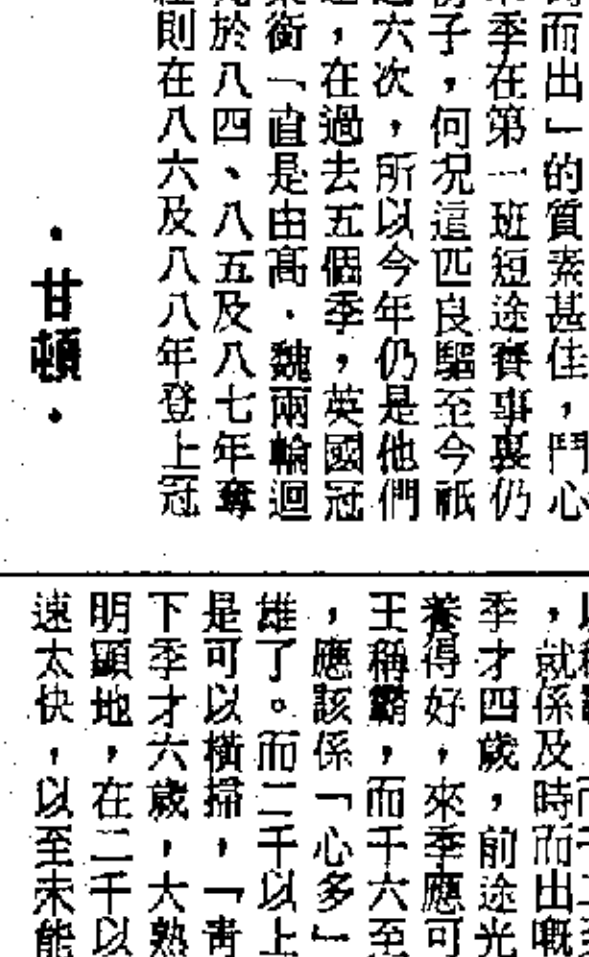 而出」的質素甚佳，鬥心
季在第一班短途賽事裏仍
子，何況這匹良驅至今祇
六次，所以今年仍是他們
，在過去五個季，英國冠
銜一直是由高．魏兩輪迴
於八四、八五及八七年奪
則在八六及八八年登上冠
．甘頓．
，就係及時而出嘅
季才四歲，前途光
養得好，來季應可
王稱霸，而千六至
，應該係「心多」
雄了。而二千以上
是可以橫掃，「青
下季才六歲，大熟
明顯地，在二千以
速太快，以至未能